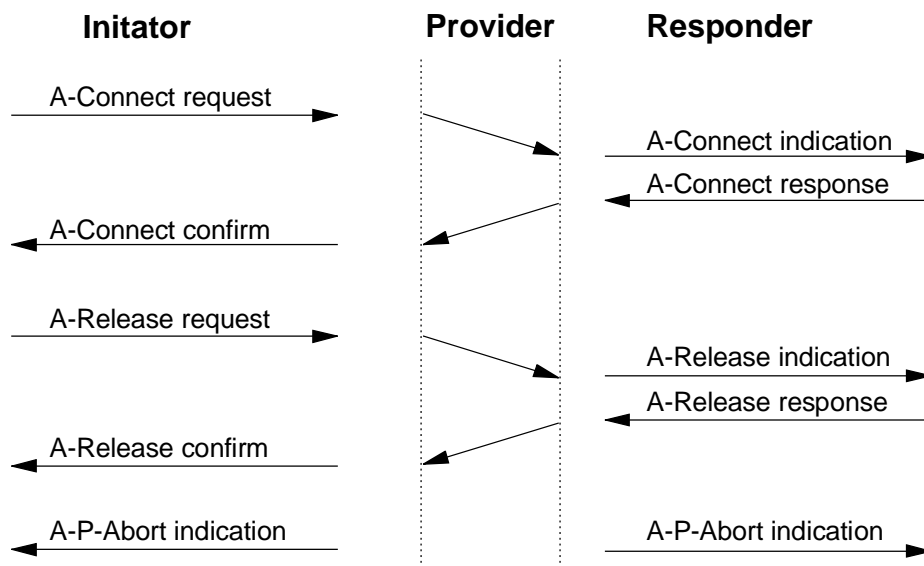 Initator
Provider
Responder
A-Connect request
A-Connect indication
A-Connect response
A-Connect confirm
A-Release request
A-Release indication
A-Release response
A-Release confirm
A-P-Abort indication
A-P-Abort indication